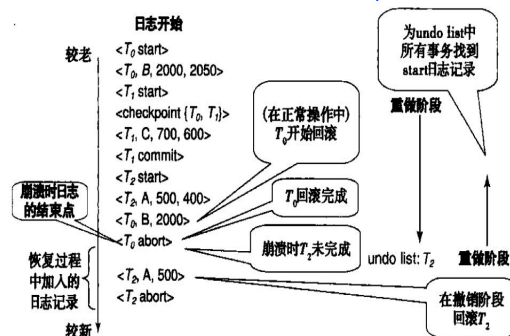 日志开始
较老
<T0 start>
<T0, B, 2000, 2050>
<T1 start>
<checkpoint {T0, T1}>
<T1, C, 700, 600>
<T1 commit>
<T2 start>
<T2, A, 500, 400>
<T0, B, 2000>
<T0 abort>
<T2, A, 500>
<T2 abort>
崩溃时日志
的结束点
恢复过程
中加入的
日志记录
较新
(在正常操作中)
T0开始回滚
T0回滚完成
崩溃时T2未完成
为undo list中
所有事务找到
start日志记录
重做阶段
undo list: T2
重做阶段
在撤销阶段
回滚T2